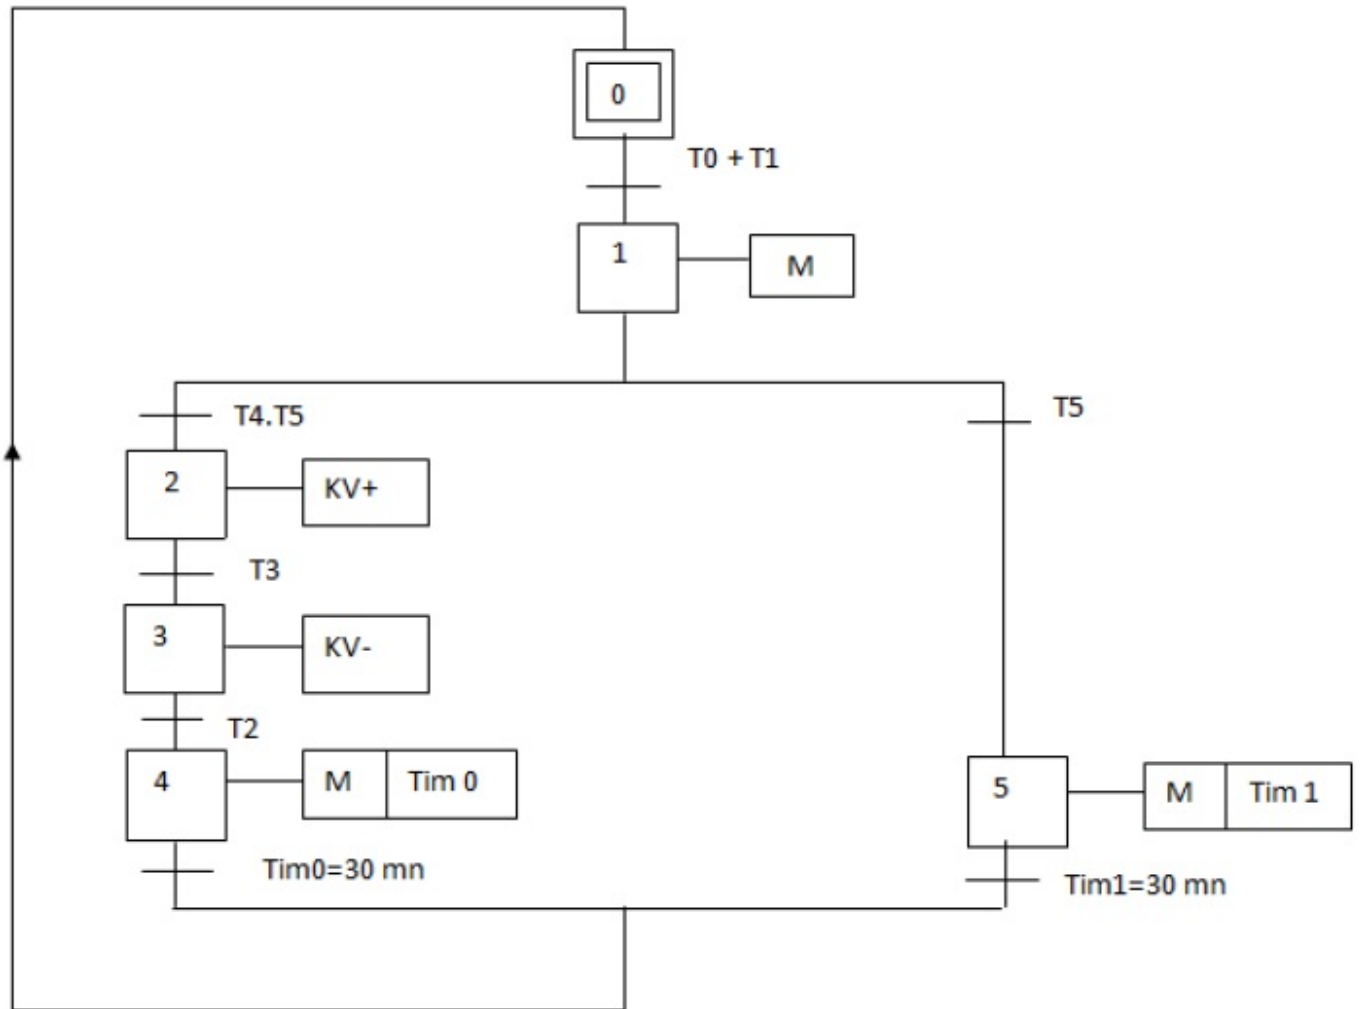 0
T0 + T1
1
M
T4.T5
T5
2
KV+
T3
3
KV-
T2
4
M
Tim 0
5
M
Tim 1
Tim0=30 mn
Tim1=30 mn